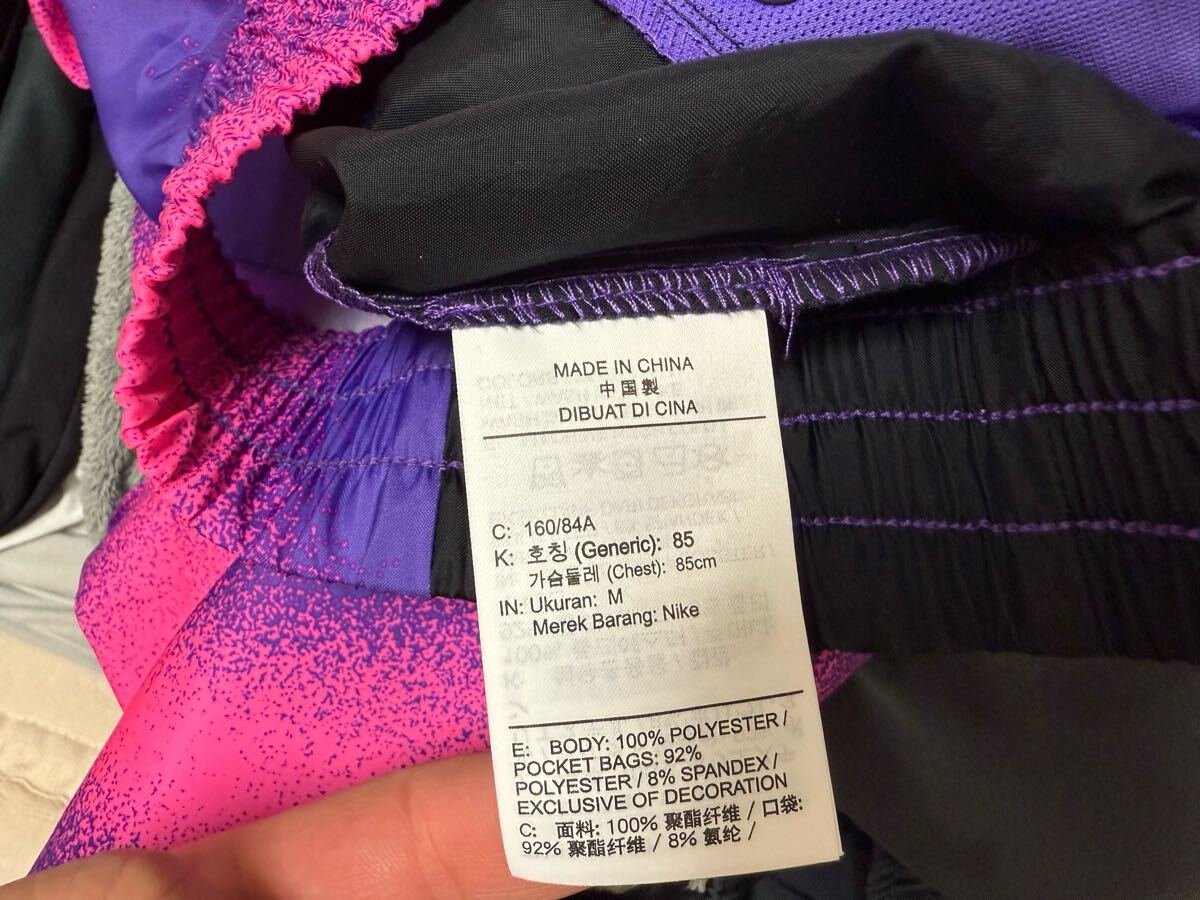 MADE IN CHINA
中国製
DIBUAT DI CINA
C: 160/84A
K: 호칭 (Generic): 85
가슴둘레 (Chest): 85cm
IN: Ukuran: M
Merek Barang: Nike
E: BODY: 100% POLYESTER /
POCKET BAGS: 92%
POLYESTER / 8% SPANDEX /
EXCLUSIVE OF DECORATION
C: 面料: 100% 聚酯纤维 / 口袋:
92% 聚酯纤维 / 8% 氨纶 /